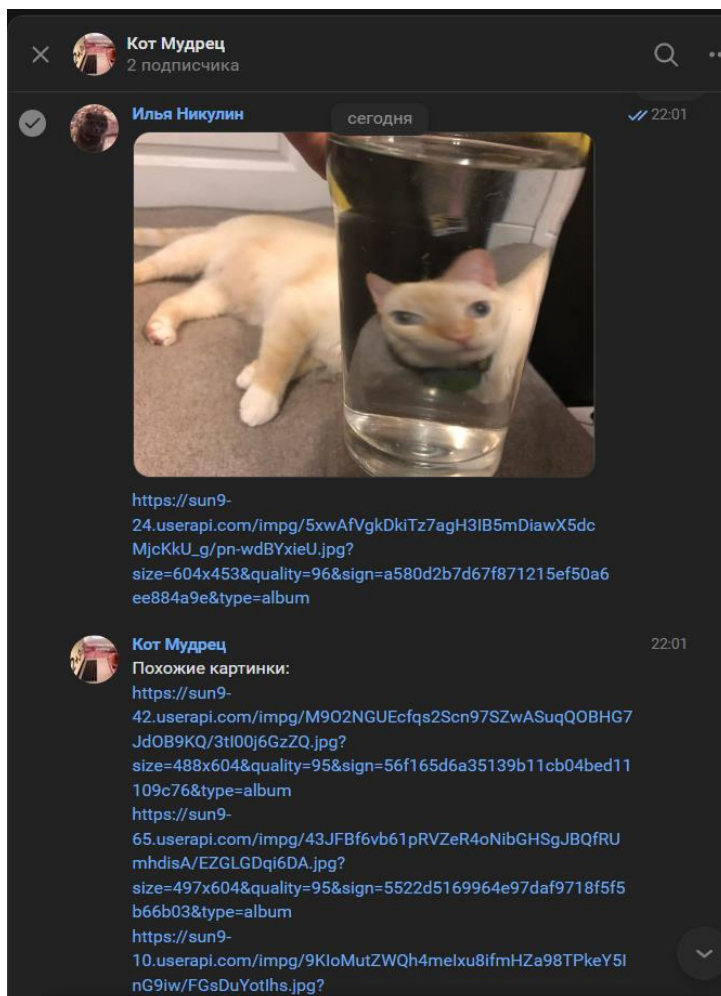 Кот Мудрец
2 подписчика
Илья Никулин
сегодня
22:01
https://sun9-
24.userapi.com/impg/5xwAfVgkDkiTz7agH3IB5mDiawX5dc
MjcKkU_g/pn-wdBYxieU.jpg?
size=604x453&quality=96&sign=a580d2b7d67f871215ef50a6
ee884a9e&type=album
Кот Мудрец
22:01
Похожие картинки:
https://sun9-
42.userapi.com/impg/M9O2NGUEcfqs2Scn97SZwASuqQOBHG7
JdOB9KQ/3tI00j6GzZQ.jpg?
size=488x604&quality=95&sign=56f165d6a35139b11cb04bed11
109c76&type=album
https://sun9-
65.userapi.com/impg/43JFBf6vb61pRVZeR4oNibGHSgJBQfRU
mhdisA/EZGLGDqi6DA.jpg?
size=497x604&quality=95&sign=5522d5169964e97daf9718f5f5
b66b03&type=album
https://sun9-
10.userapi.com/impg/9KIoMutZWQh4meIxu8ifmHZa98TPkeY5I
nG9iw/FGsDuYotIhs.jpg?